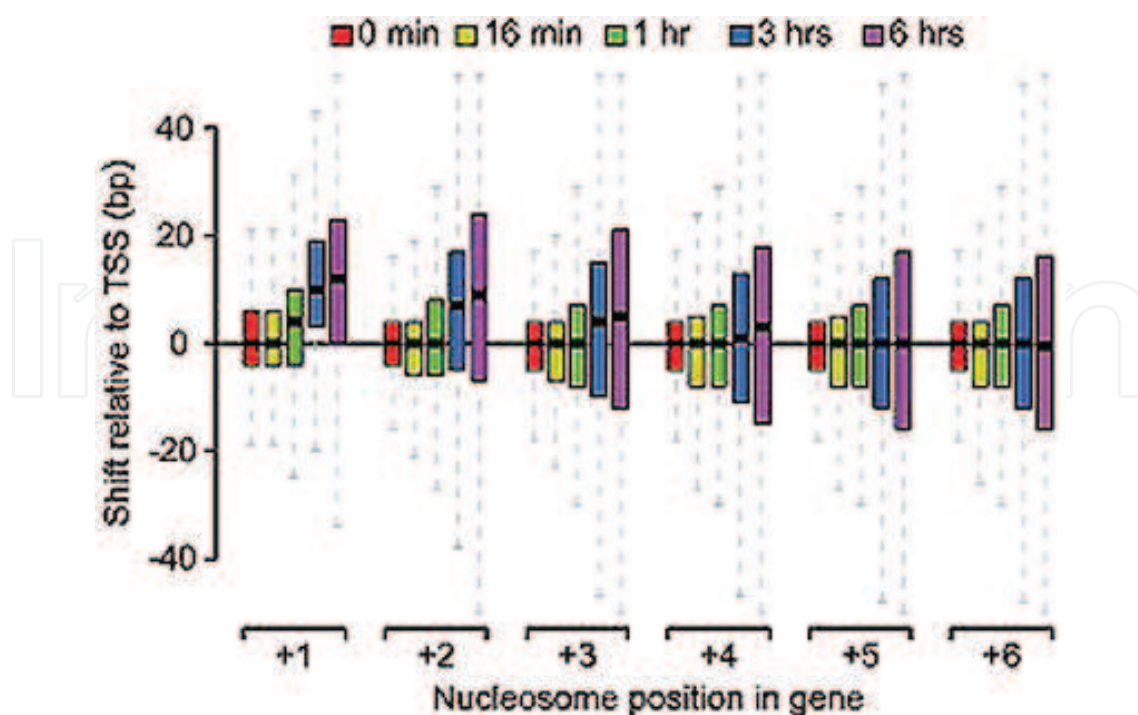 0 min 16 min 1 hr 3 hrs 6 hrs
40
20
0
-20
-40
Shift relative to TSS (bp)
+1 +2 +3 +4 +5 +6
Nucleosome position in gene